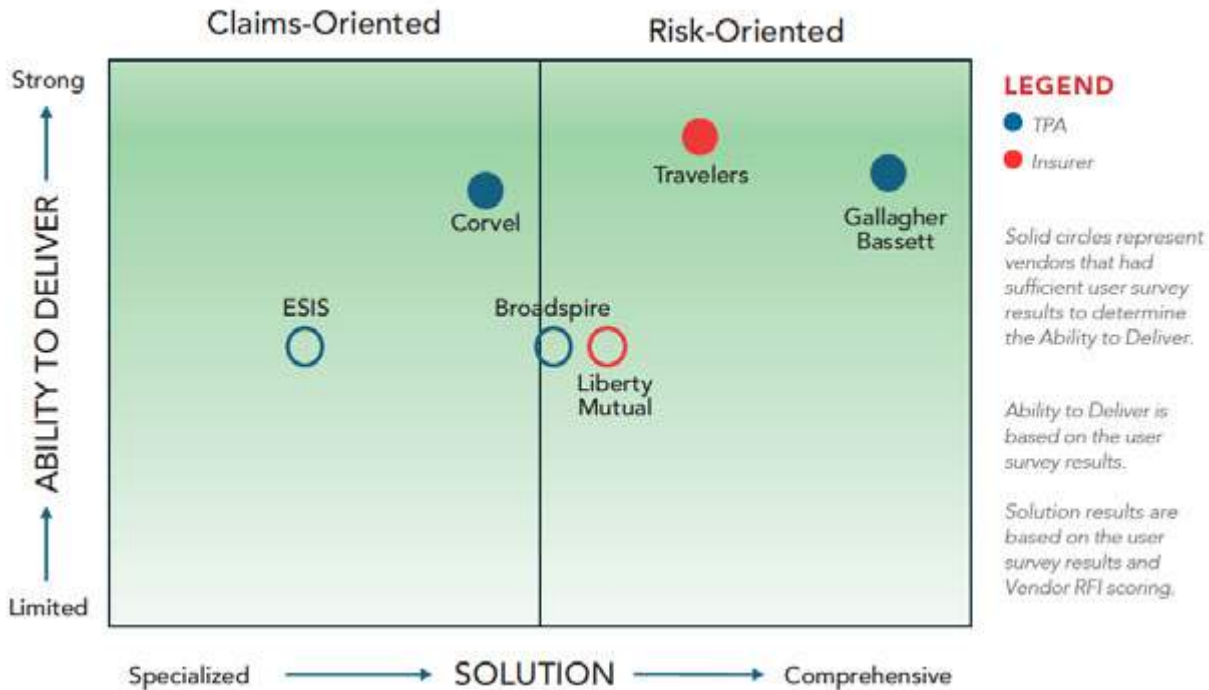 Claims-Oriented
Risk-Oriented
Strong
ABILITY TO DELIVER
Limited
Travelers
Corvel
Gallagher
Bassett
ESIS
Broadspire
Liberty
Mutual
LEGEND
TPA
Insurer
Solid circles represent
vendors that had
sufficient user survey
results to determine
the Ability to Deliver.
Ability to Deliver is
based on the user
survey results.
Solution results are
based on the user
survey results and
Vendor RFI scoring.
Specialized
SOLUTION
Comprehensive